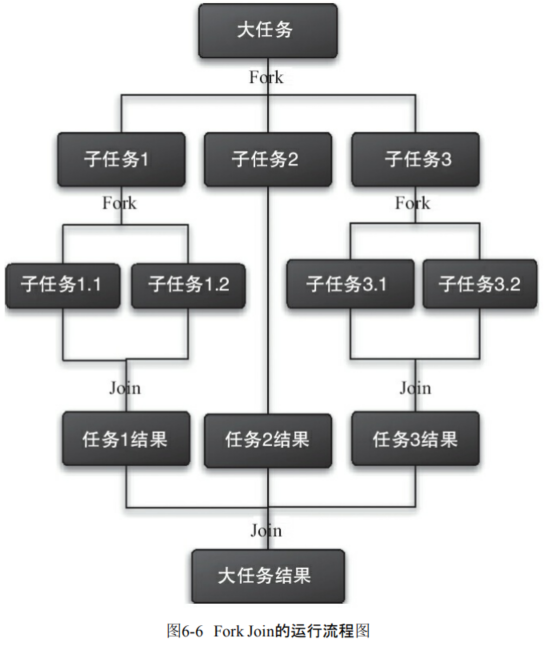 大任务
Fork
子任务1
子任务2
子任务3
Fork
Fork
子任务1.1
子任务1.2
子任务3.1
子任务3.2
Join
Join
任务1结果
任务2结果
任务3结果
Join
大任务结果
图6-6 Fork Join的运行流程图